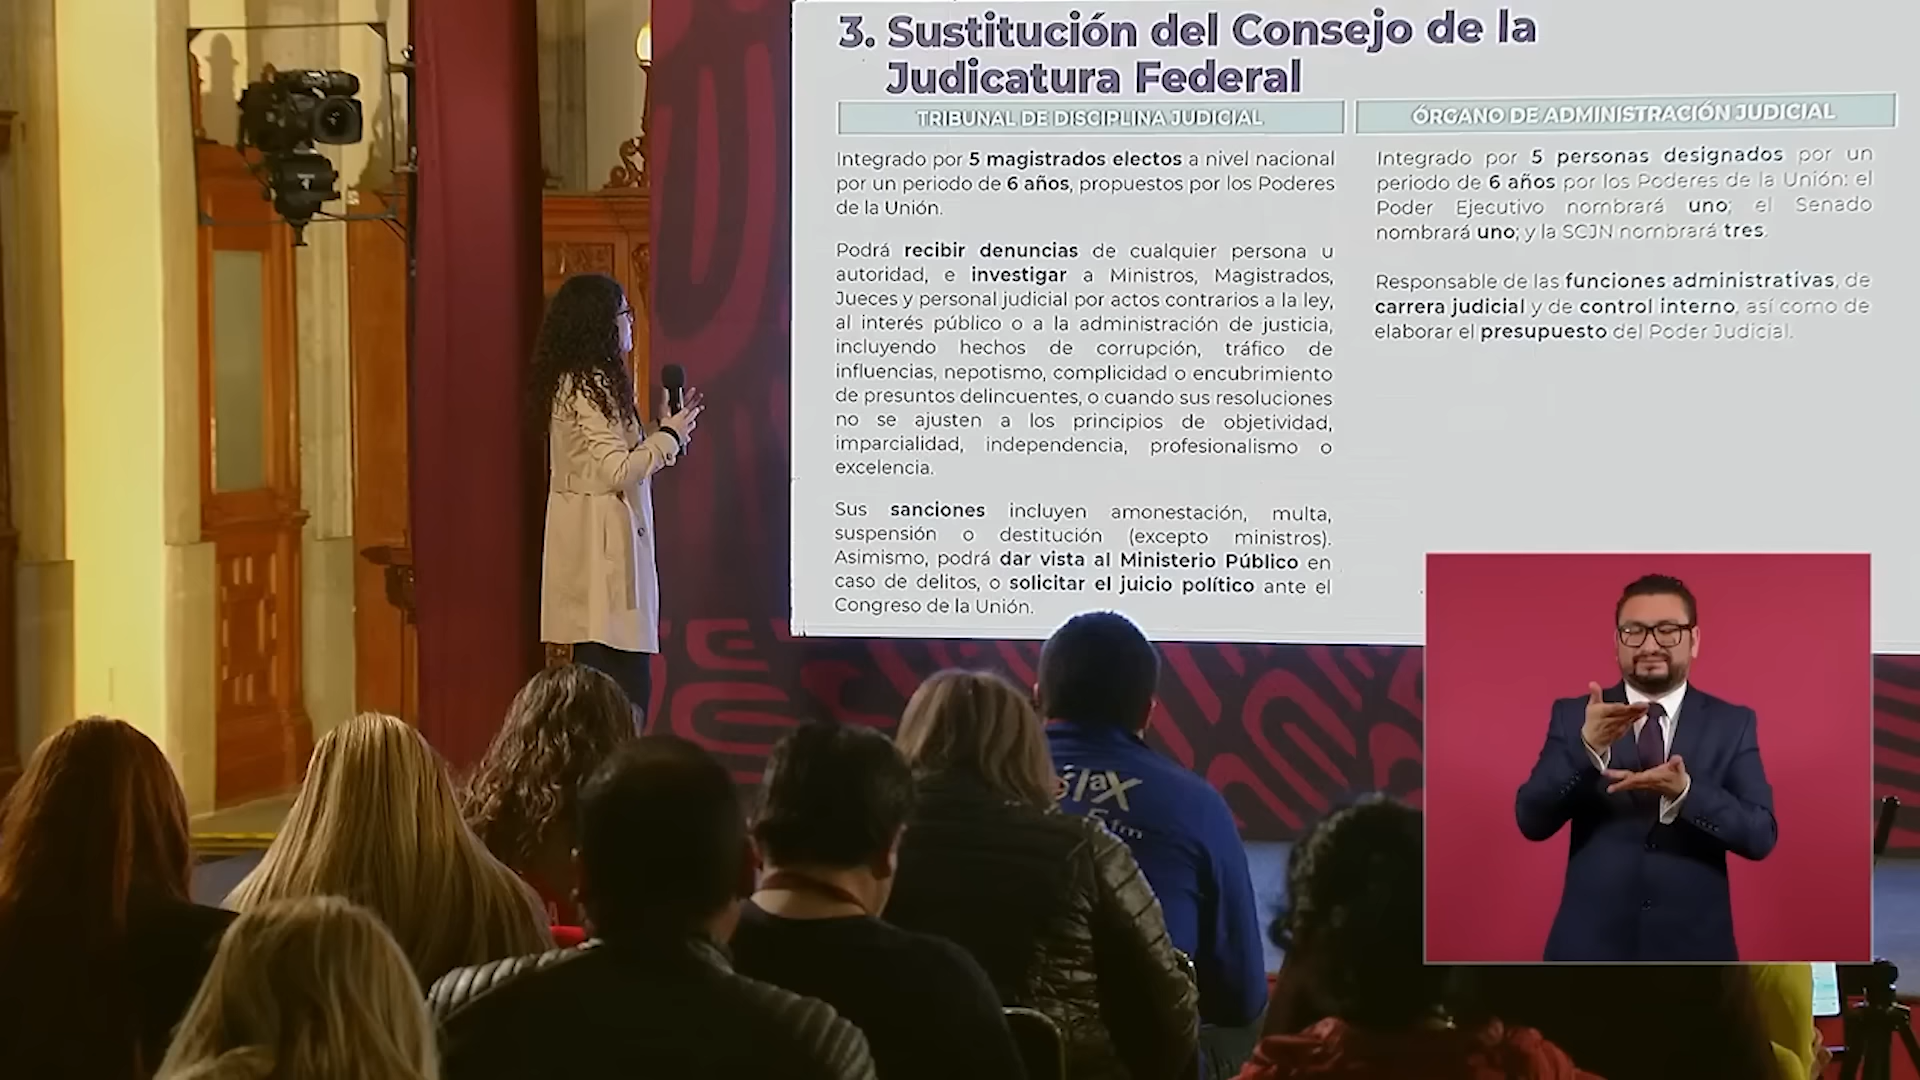 3. Sustitución del Consejo de la
Judicatura Federal
TRIBUNAL DE DISCIPLINA JUDICIAL
Integrado por 5 magistrados electos a nivel nacional
por un periodo de 6 años, propuestos por los Poderes
de la Unión.
Podrá recibir denuncias de cualquier persona u
autoridad, e investigar a Ministros, Magistrados,
Jueces y personal judicial por actos contrarios a la ley,
al interés público o a la administración de justicia,
incluyendo hechos de corrupción, tráfico de
influencias, nepotismo, complicidad o encubrimiento
de presuntos delincuentes, o cuando sus resoluciones
no se ajusten a los principios de objetividad,
imparcialidad, independencia, profesionalismo o
excelencia.
Sus sanciones incluyen amonestación, multa,
suspensión o destitución (excepto ministros).
Asimismo, podrá dar vista al Ministerio Público en
caso de delitos, o solicitar el juicio político ante el
Congreso de la Unión.
ÓRGANO DE ADMINISTRACIÓN JUDICIAL
Integrado por 5 personas designados por un
periodo de 6 años por los Poderes de la Unión: el
Poder Ejecutivo nombrará uno; el Senado
nombrará uno; y la SCJN nombrará tres.
Responsable de las funciones administrativas, de
carrera judicial y de control interno, así como de
elaborar el presupuesto del Poder Judicial.